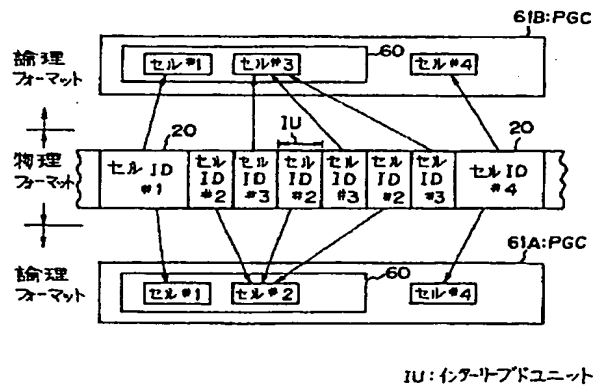 61B:PGC
論理
フォーマット
60
セル#1
セル#3
セル#4
20
IU
20
物理
フォーマット
セル ID #1
セル ID #2
セル ID #3
セル ID #2
セル ID #3
セル ID #2
セル ID #3
セル ID #4
61A:PGC
論理
フォーマット
60
セル#1
セル#2
セル#4
IU:インターリーブドユニット